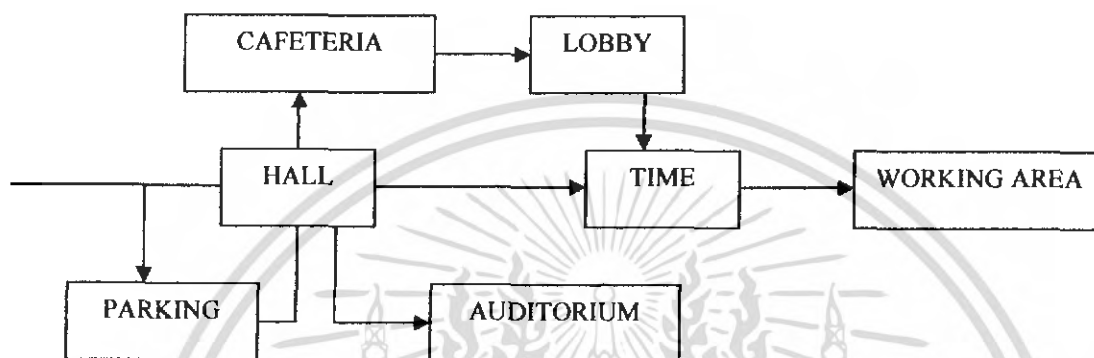 CAFETERIA
LOBBY
HALL
TIME
WORKING AREA
PARKING
AUDITORIUM